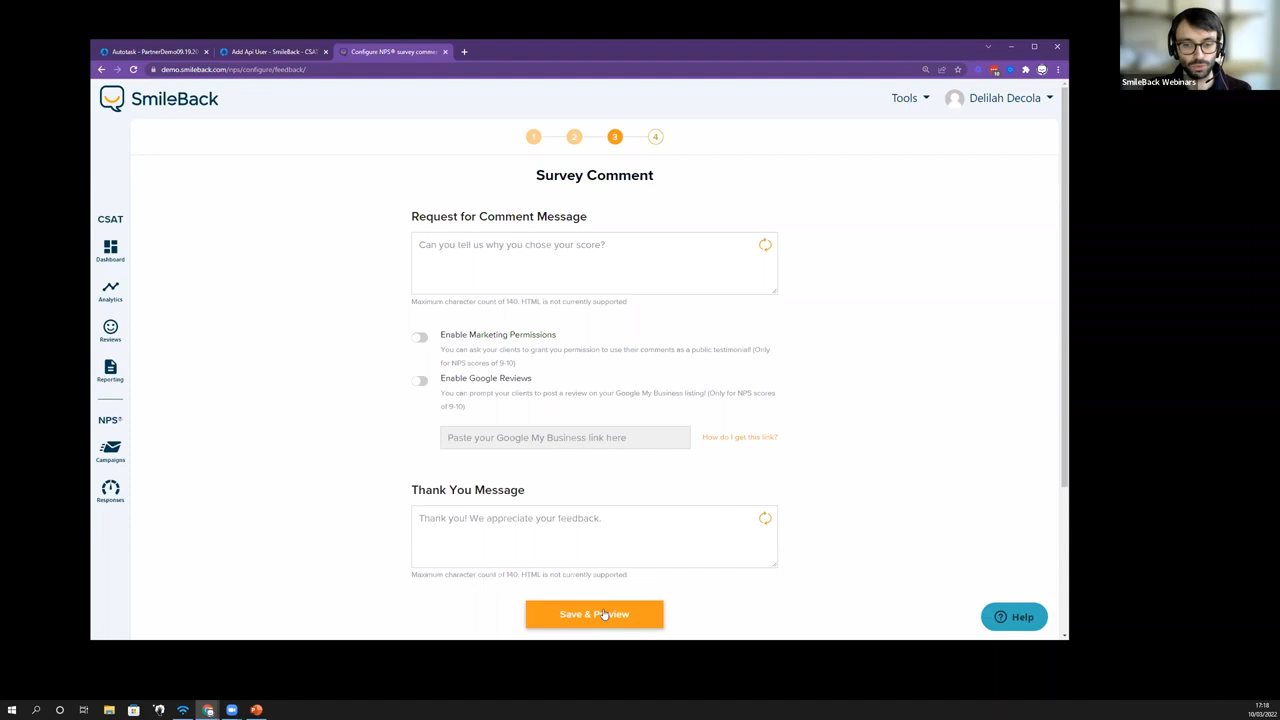 Autotask - PartnerDemo09.19.20
Add Api User - SmileBack - CSAT
Configure NPS® survey comme
demo.smileback.com/nps/configure/feedback/
SmileBack Webinars
SmileBack
Tools
Delilah Decola
1
2
3
4
Survey Comment
CSAT
Dashboard
Analytics
Reviews
Reporting
NPS®
Campaigns
Responses
Request for Comment Message
Can you tell us why you chose your score?
Maximum character count of 140. HTML is not currently supported
Enable Marketing Permissions
You can ask your clients to grant you permission to use their comments as a public testimonial! (Only
for NPS scores of 9-10)
Enable Google Reviews
You can prompt your clients to post a review on your Google My Business listing! (Only for NPS scores
of 9-10)
Paste your Google My Business link here
How do I get this link?
Thank You Message
Thank you! We appreciate your feedback.
Maximum character count of 140. HTML is not currently supported
Save & Preview
Help
17:18
10/03/2022